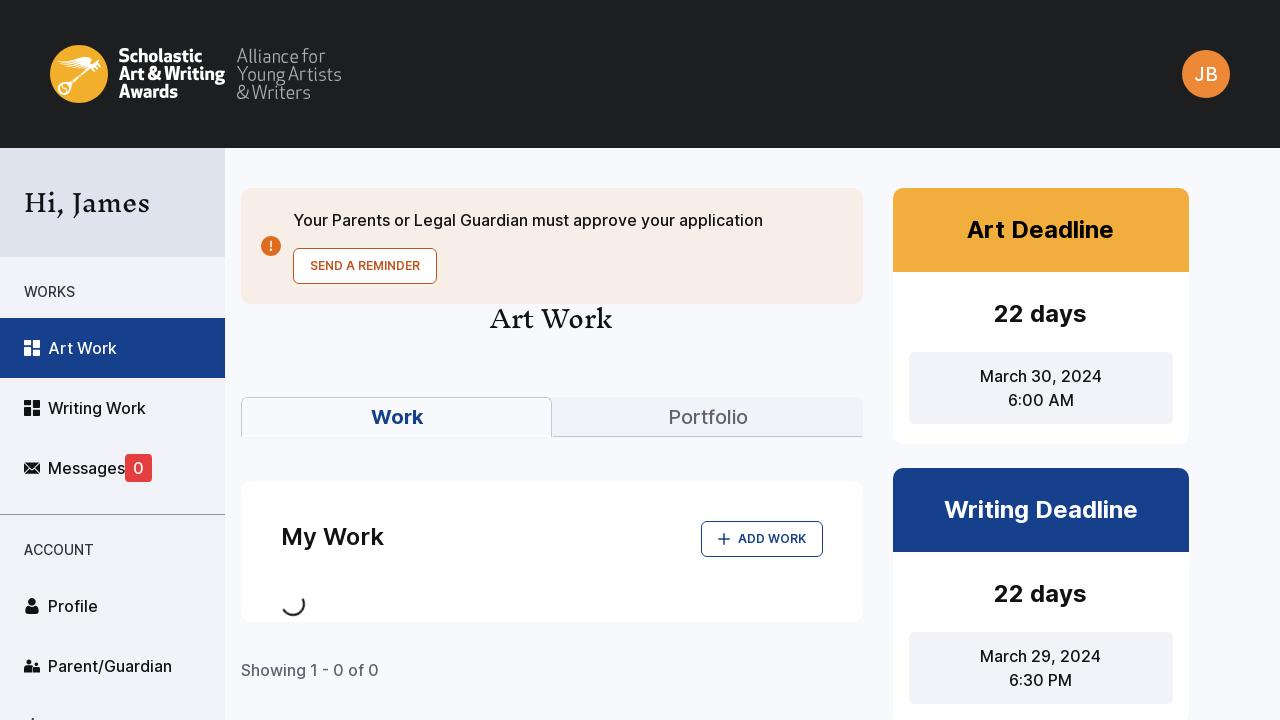 Scholastic
Art & Writing
Awards
Alliance for
Young Artists
& Writers
JB
Hi, James
WORKS
Art Work
Writing Work
Messages 0
ACCOUNT
Profile
Parent/Guardian
Your Parents or Legal Guardian must approve your application
SEND A REMINDER
Art Work
Work
Portfolio
My Work
ADD WORK
Showing 1 - 0 of 0
Art Deadline
22 days
March 30, 2024
6:00 AM
Writing Deadline
22 days
March 29, 2024
6:30 PM